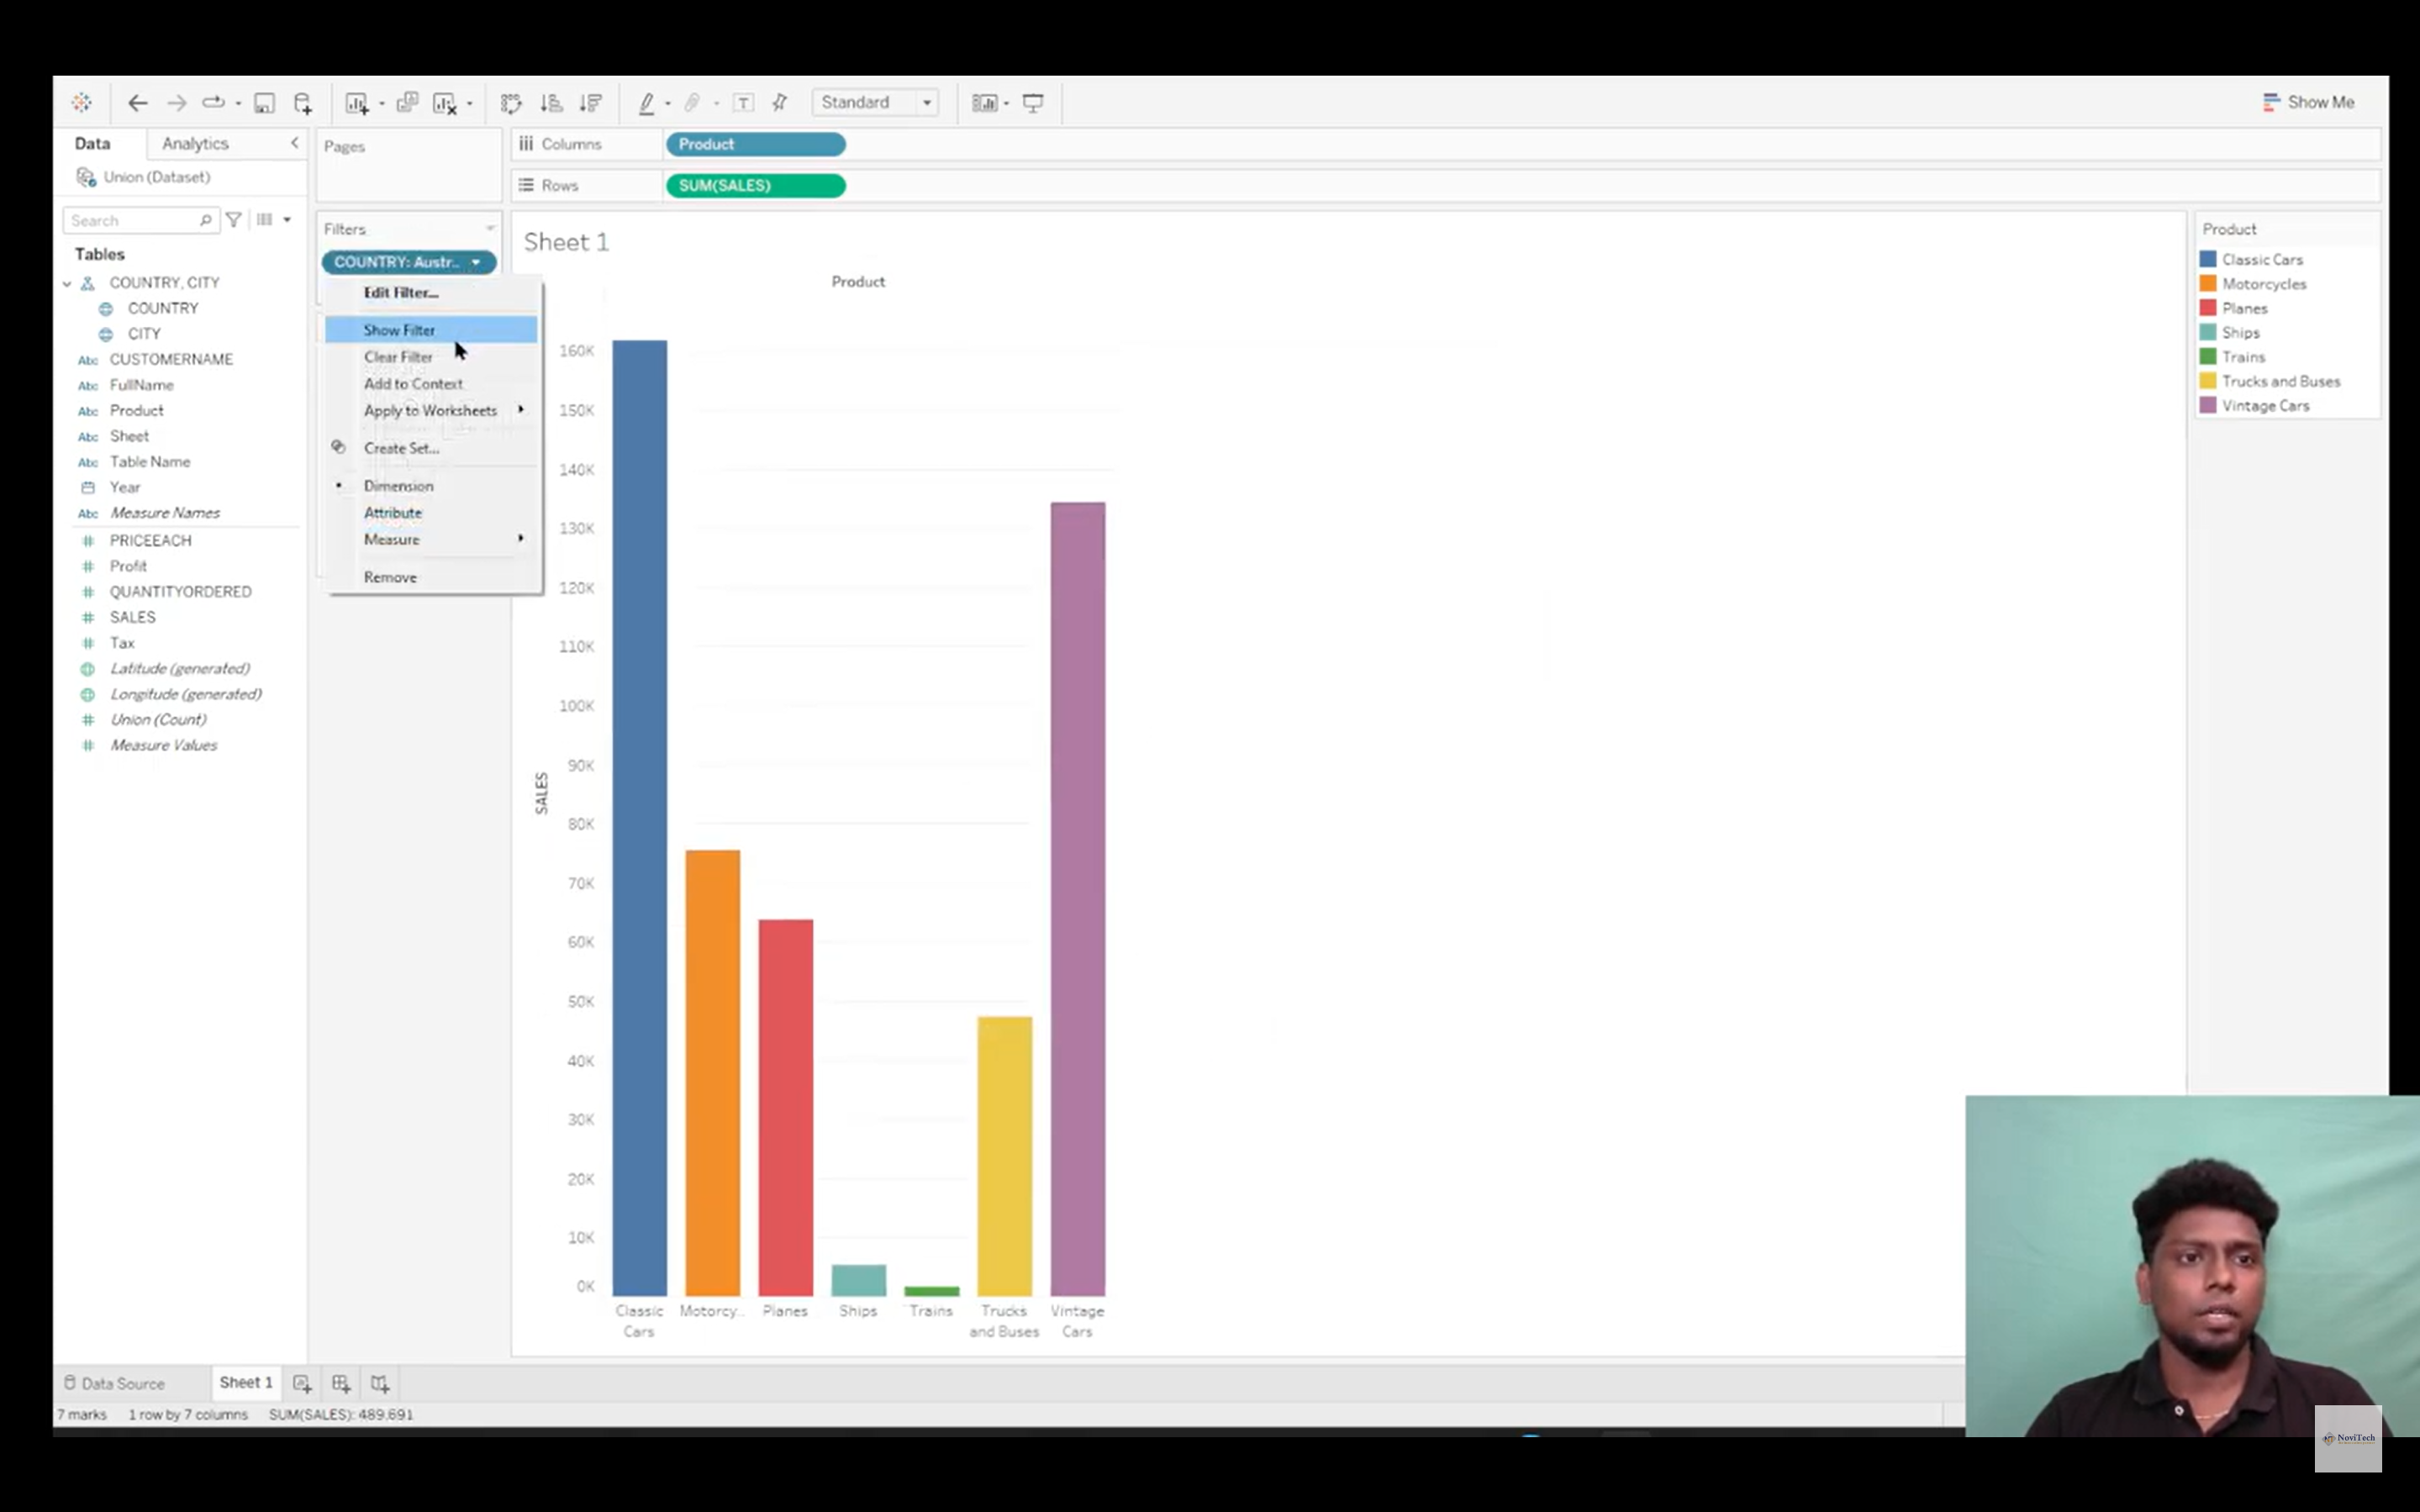 Standard
Show Me
Data
Analytics
Pages
Columns
Product
Union (Dataset)
Rows
SUM(SALES)
Search
Filters
COUNTRY: Austr..
Sheet 1
Product
Tables
COUNTRY, CITY
COUNTRY
CITY
Abc CUSTOMERNAME
Abc FullName
Abc Product
Abc Sheet
Abc Table Name
Year
Abc Measure Names
PRICEEACH
Profit
QUANTITYORDERED
SALES
Tax
Latitude (generated)
Longitude (generated)
Union (Count)
Measure Values
Edit Filter...
Show Filter
Clear Filter
Add to Context
Apply to Worksheets
Create Set...
Dimension
Attribute
Measure
Remove
Product
160K
150K
140K
130K
120K
110K
100K
90K
80K
70K
60K
50K
40K
30K
20K
10K
0K
SALES
Classic Cars
Motorcy..
Planes
Ships
Trains
Trucks and Buses
Vintage Cars
Classic Cars
Motorcycles
Planes
Ships
Trains
Trucks and Buses
Vintage Cars
Data Source
Sheet 1
7 marks
1 row by 7 columns
SUM(SALES): 489,691
NoviTech